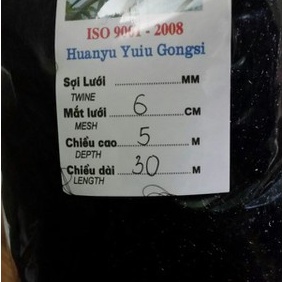 ISO 9001 - 2008
Huanyu Yuiu Gongsi
Sợi Lưới ........................ MM
TWINE
Mắt lưới ........ 6 ........ CM
MESH
Chiều cao ........ 5 ........ M
DEPTH
Chiều dài ........ 30 ........ M
LENGTH